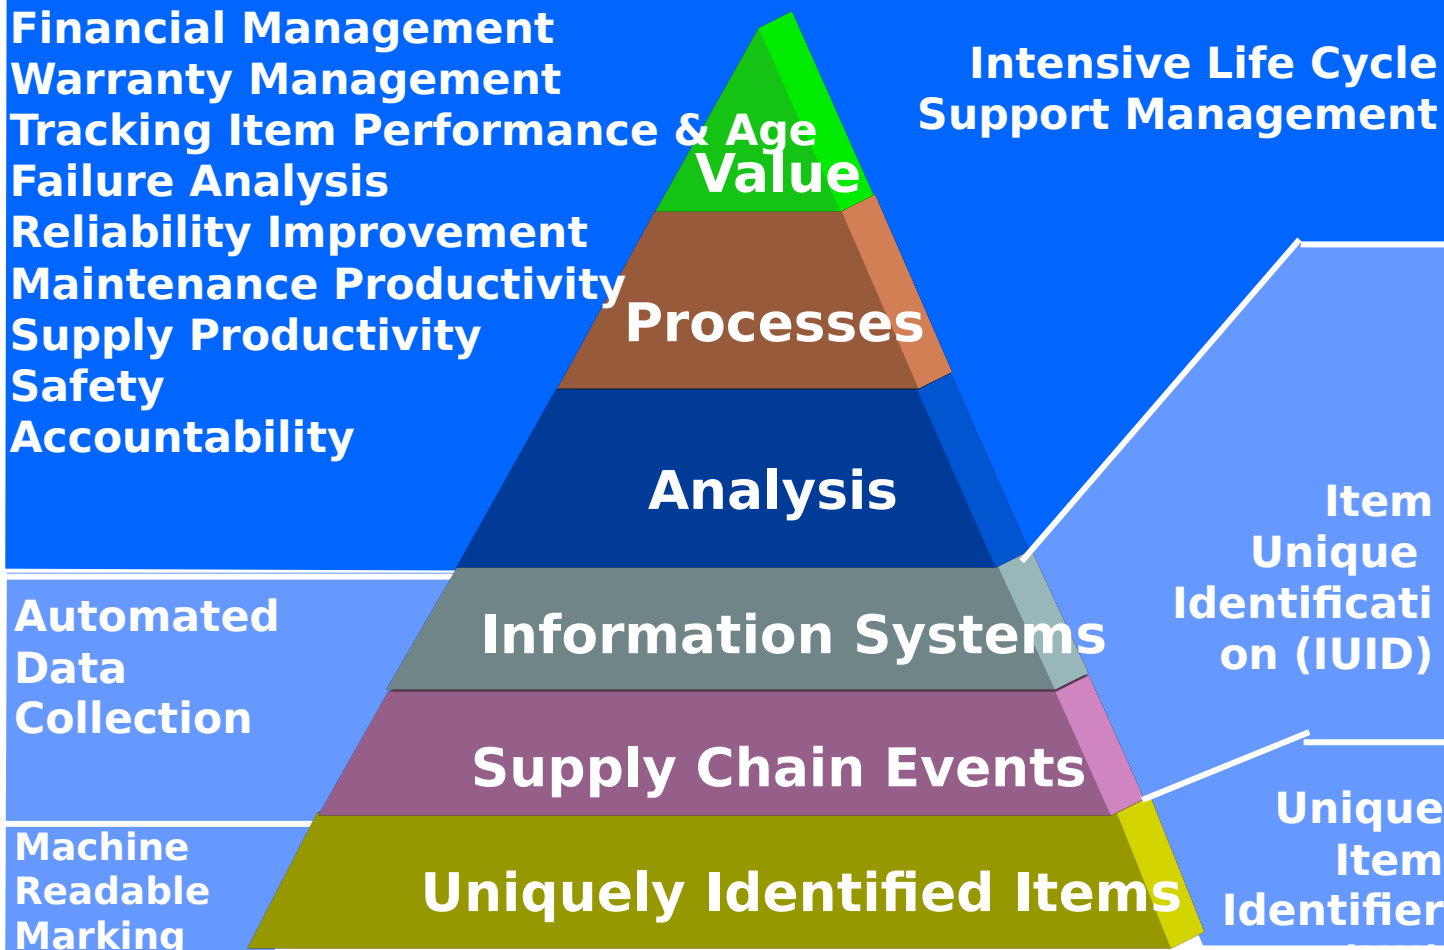 Financial Management
Warranty Management
Tracking Item Performance & Age
Failure Analysis
Reliability Improvement
Maintenance Productivity
Supply Productivity
Safety
Accountability
Intensive Life Cycle
Support Management
Value
Processes
Analysis
Information Systems
Supply Chain Events
Uniquely Identified Items
Automated
Data
Collection
Machine
Readable
Marking
Item
Unique
Identificati
on (IUID)
Unique
Item
Identifier